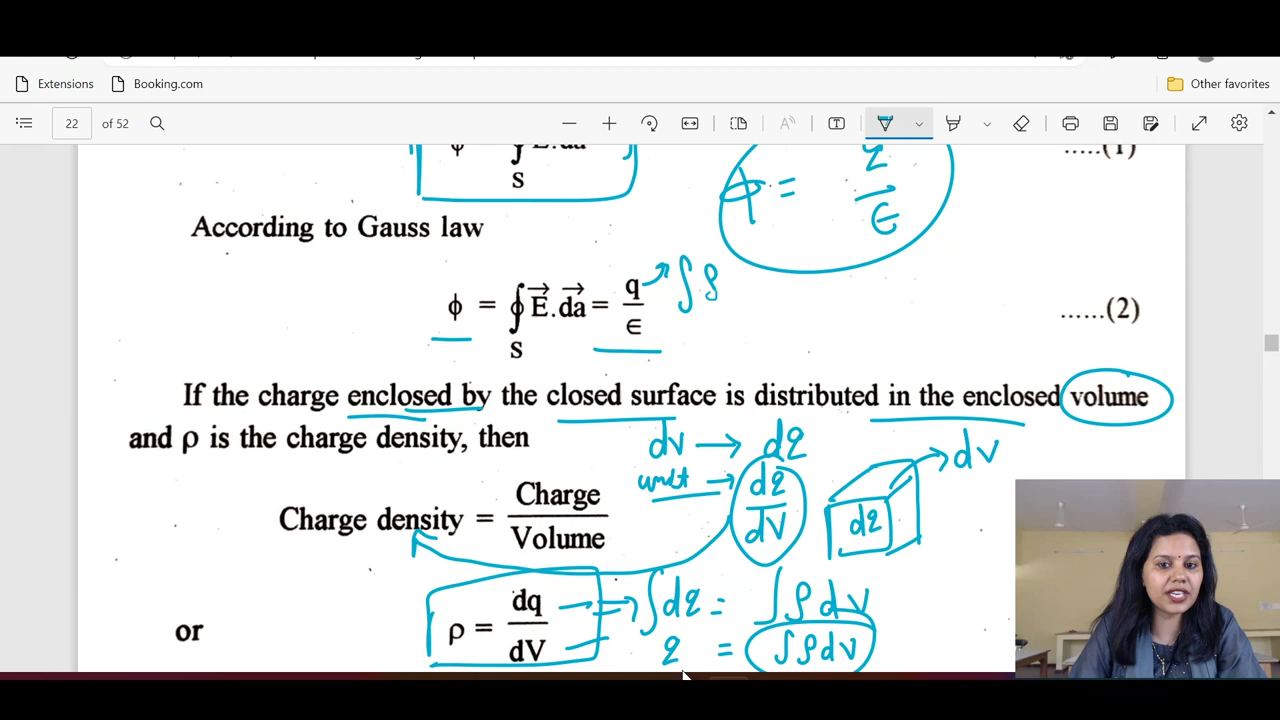 Extensions Booking.com Other favorites
22 of 52
ϕ ∮ E.da .....(1)
S
ϕ = q/ϵ
According to Gauss law
ϕ = ∮ E⃗.da⃗ = q/ϵ → ∫ρ ......(2)
S
If the charge enclosed by the closed surface is distributed in the enclosed volume
and ρ is the charge density, then
dv → dq
unit → dq/dV
dq → dv
Charge density = Charge/Volume
or ρ = dq/dV
∫dq = ∫ρdV
q = ∫ρdV